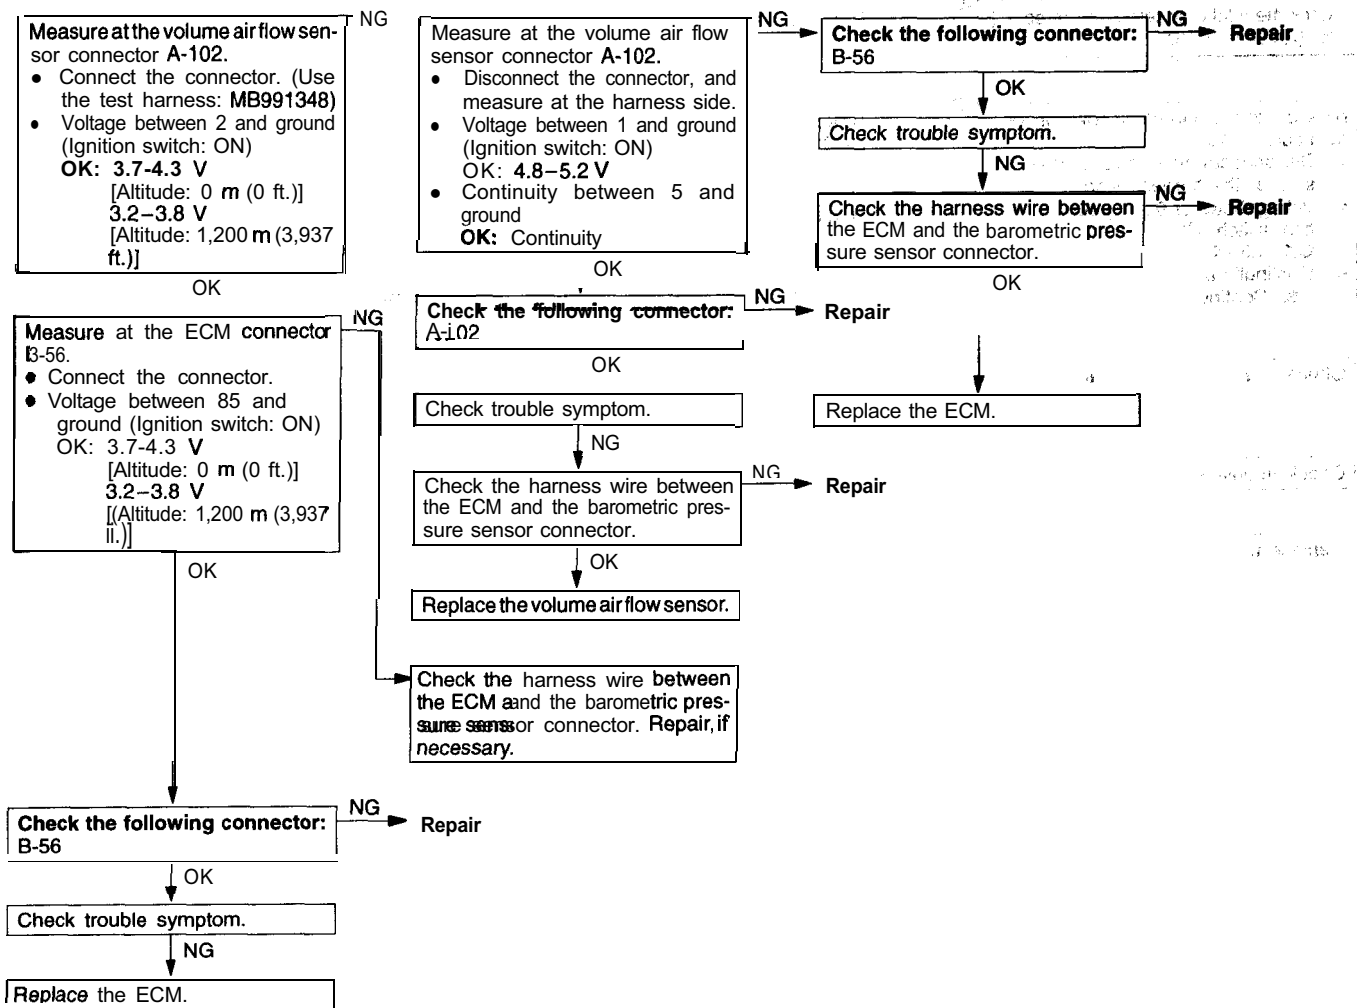 Measure at the volume air flow sen-
sor connector A-102.
● Connect the connector. (Use
the test harness: MB991348)
● Voltage between 2 and ground
(Ignition switch: ON)
OK: 3.7-4.3 V
[Altitude: 0 m (0 ft.)]
3.2–3.8 V
[Altitude: 1,200 m (3,937
ft.)]
NG
OK
Measure at the volume air flow
sensor connector A-102.
● Disconnect the connector, and
measure at the harness side.
● Voltage between 1 and ground
(Ignition switch: ON)
OK: 4.8–5.2 V
● Continuity between 5 and
ground
OK: Continuity
NG
OK
Check the following connector:
B-56
NG
Repair
OK
Check trouble symptom.
NG
Check the harness wire between
the ECM and the barometric pres-
sure sensor connector.
NG
Repair
OK
Replace the ECM.
Check the following connector:
A-i02
NG
Repair
OK
Check trouble symptom.
NG
Check the harness wire between
the ECM and the barometric pres-
sure sensor connector.
NG
Repair
OK
Replace the volume air flow sensor.
Measure at the ECM connector
B-56.
● Connect the connector.
● Voltage between 85 and
ground (Ignition switch: ON)
OK: 3.7-4.3 V
[Altitude: 0 m (0 ft.)]
3.2–3.8 V
[(Altitude: 1,200 m (3,937
ii.)]
NG
OK
Check the harness wire between
the ECM aand the barometric pres-
sure sensor connector. Repair, if
necessary.
Check the following connector:
B-56
NG
Repair
OK
Check trouble symptom.
NG
Replace the ECM.